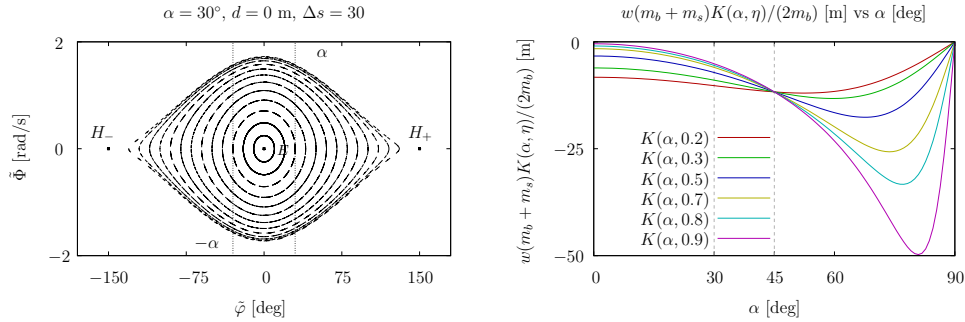 α = 30°, d = 0 m, Δs = 30
2
0
−2
Φ̃ [rad/s]
α
−α
H₋
E
H₊
−150
−75
0
75
150
φ̃ [deg]
w(m_b + m_s)K(α, η)/(2m_b) [m] vs α [deg]
0
−25
−50
w(m_b + m_s)K(α, η)/(2m_b) [m]
K(α, 0.2)
K(α, 0.3)
K(α, 0.5)
K(α, 0.7)
K(α, 0.8)
K(α, 0.9)
0
15
30
45
60
75
90
α [deg]